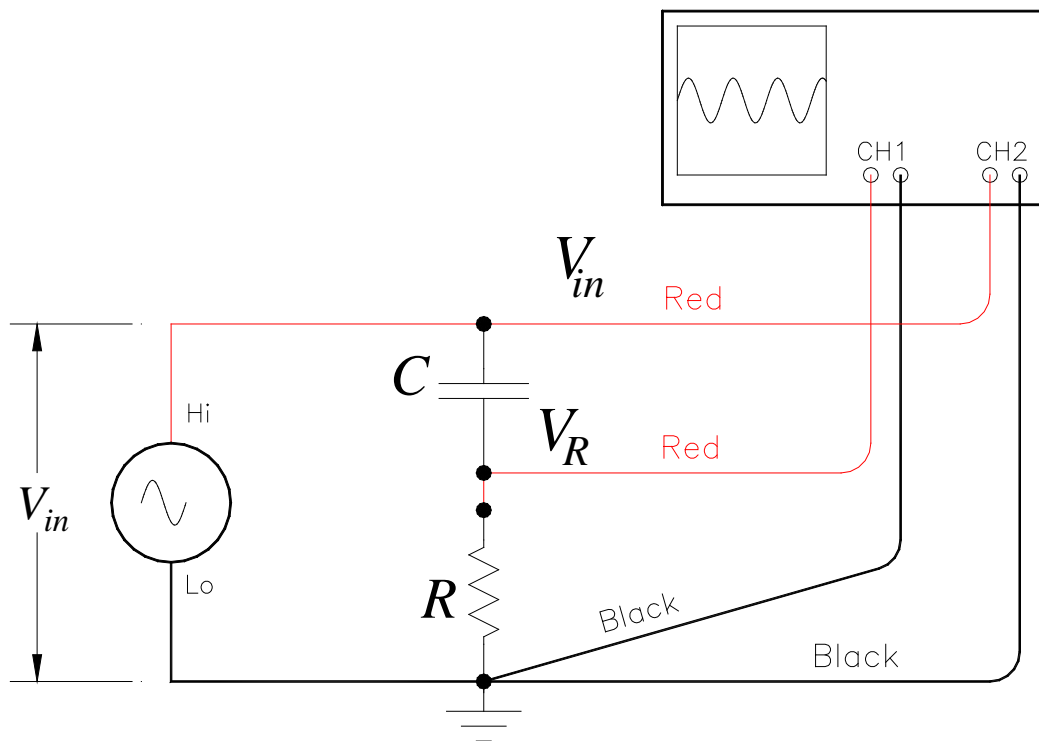 CH1
CH2
V_in
Red
C
Hi
V_R
Red
V_in
Lo
R
Black
Black